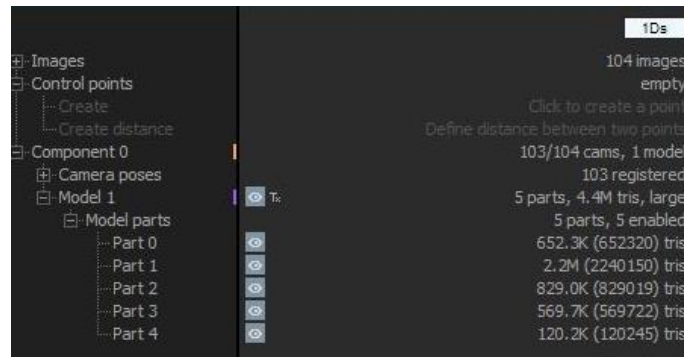 1Ds
Images 104 images
Control points empty
Create Click to create a point
Create distance Define distance between two points
Component 0 103/104 cams, 1 model
Camera poses 103 registered
Model 1 Tx 5 parts, 4.4M tris, large
Model parts 5 parts, 5 enabled
Part 0 652.3K (652320) tris
Part 1 2.2M (2240150) tris
Part 2 829.0K (829019) tris
Part 3 569.7K (569722) tris
Part 4 120.2K (120245) tris